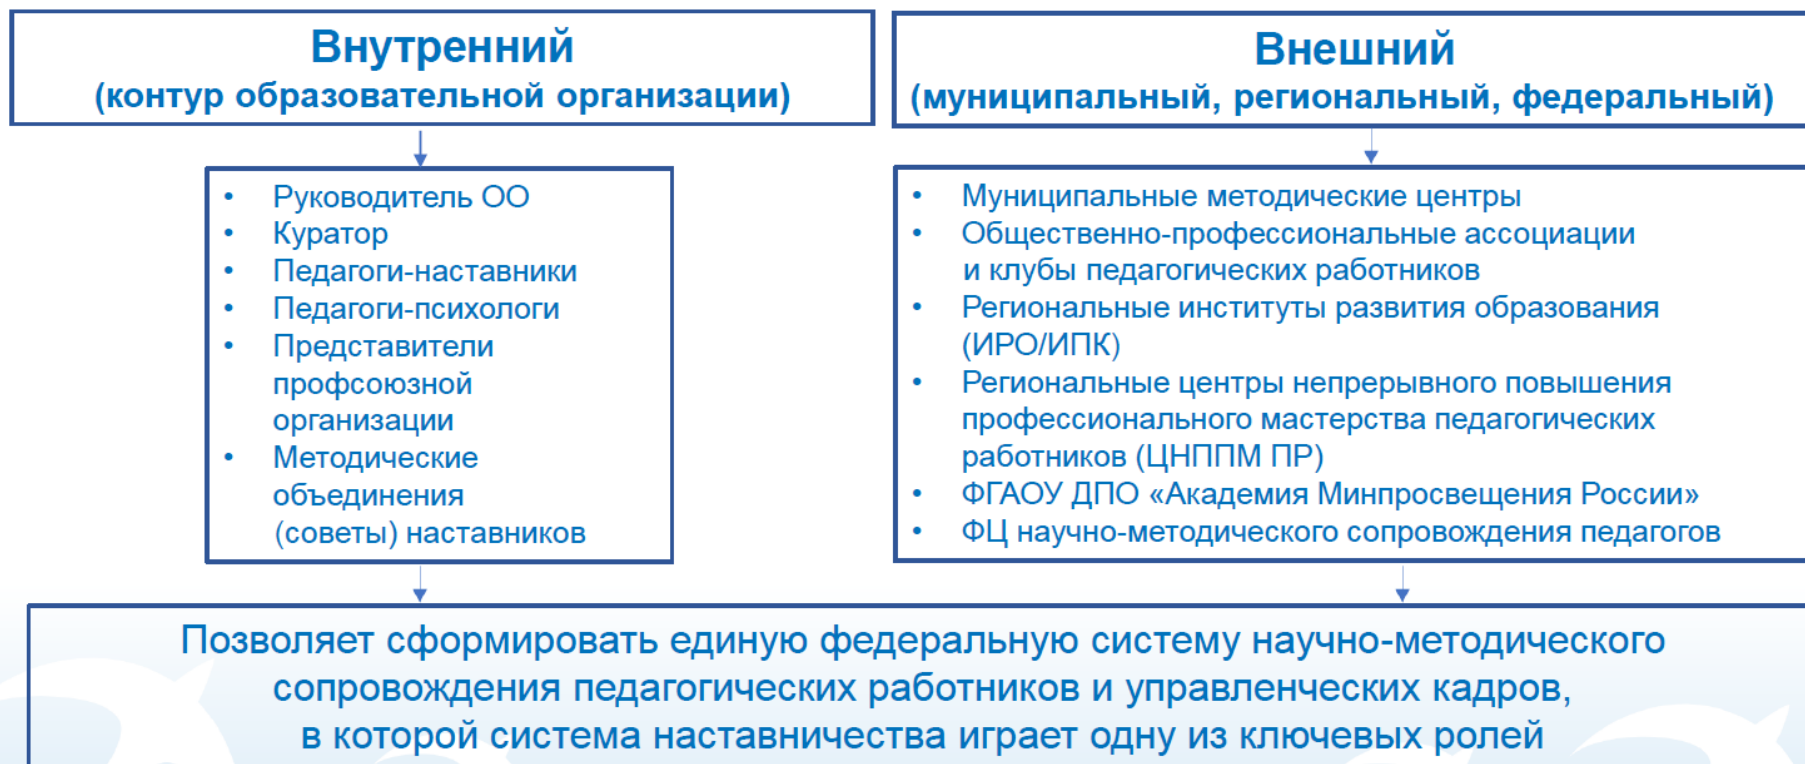 Внутренний
(контур образовательной организации)
Внешний
(муниципальный, региональный, федеральный)
• Руководитель ОО
• Куратор
• Педагоги-наставники
• Педагоги-психологи
• Представители
профсоюзной
организации
• Методические
объединения
(советы) наставников
• Муниципальные методические центры
• Общественно-профессиональные ассоциации
и клубы педагогических работников
• Региональные институты развития образования
(ИРО/ИПК)
• Региональные центры непрерывного повышения
профессионального мастерства педагогических
работников (ЦНППМ ПР)
• ФГАОУ ДПО «Академия Минпросвещения России»
• ФЦ научно-методического сопровождения педагогов
Позволяет сформировать единую федеральную систему научно-методического
сопровождения педагогических работников и управленческих кадров,
в которой система наставничества играет одну из ключевых ролей